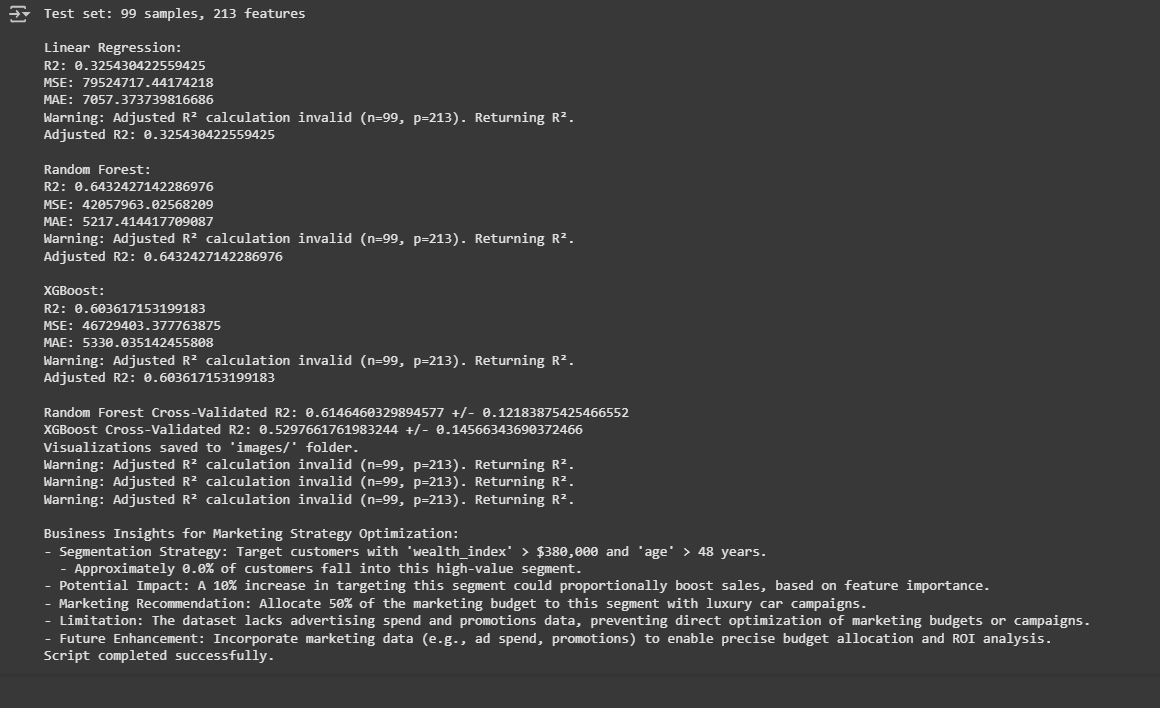 Test set: 99 samples, 213 features
Linear Regression:
R2: 0.325430422559425
MSE: 79524717.44174218
MAE: 7057.373739816686
Warning: Adjusted R² calculation invalid (n=99, p=213). Returning R².
Adjusted R2: 0.325430422559425
Random Forest:
R2: 0.6432427142286976
MSE: 42057963.02568209
MAE: 5217.414417709087
Warning: Adjusted R² calculation invalid (n=99, p=213). Returning R².
Adjusted R2: 0.6432427142286976
XGBoost:
R2: 0.603617153199183
MSE: 46729403.377763875
MAE: 5330.035142455808
Warning: Adjusted R² calculation invalid (n=99, p=213). Returning R².
Adjusted R2: 0.603617153199183
Random Forest Cross-Validated R2: 0.6146460329894577 +/- 0.12183875425466552
XGBoost Cross-Validated R2: 0.5297661761983244 +/- 0.14566343690372466
Visualizations saved to 'images/' folder.
Warning: Adjusted R² calculation invalid (n=99, p=213). Returning R².
Warning: Adjusted R² calculation invalid (n=99, p=213). Returning R².
Warning: Adjusted R² calculation invalid (n=99, p=213). Returning R².
Business Insights for Marketing Strategy Optimization:
- Segmentation Strategy: Target customers with 'wealth_index' > $380,000 and 'age' > 48 years.
  - Approximately 0.0% of customers fall into this high-value segment.
- Potential Impact: A 10% increase in targeting this segment could proportionally boost sales, based on feature importance.
- Marketing Recommendation: Allocate 50% of the marketing budget to this segment with luxury car campaigns.
- Limitation: The dataset lacks advertising spend and promotions data, preventing direct optimization of marketing budgets or campaigns.
- Future Enhancement: Incorporate marketing data (e.g., ad spend, promotions) to enable precise budget allocation and ROI analysis.
Script completed successfully.